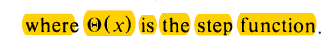 where Θ(x) is the step function.